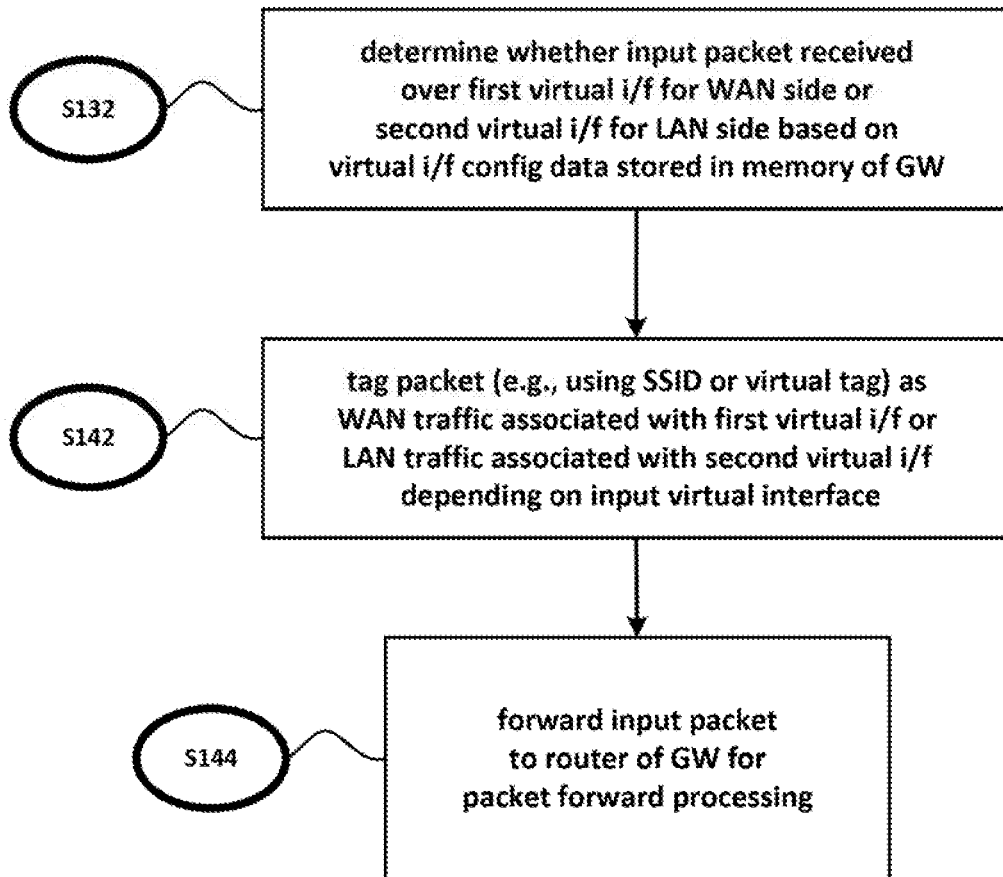 S132
determine whether input packet received
over first virtual i/f for WAN side or
second virtual i/f for LAN side based on
virtual i/f config data stored in memory of GW
S142
tag packet (e.g., using SSID or virtual tag) as
WAN traffic associated with first virtual i/f or
LAN traffic associated with second virtual i/f
depending on input virtual interface
S144
forward input packet
to router of GW for
packet forward processing